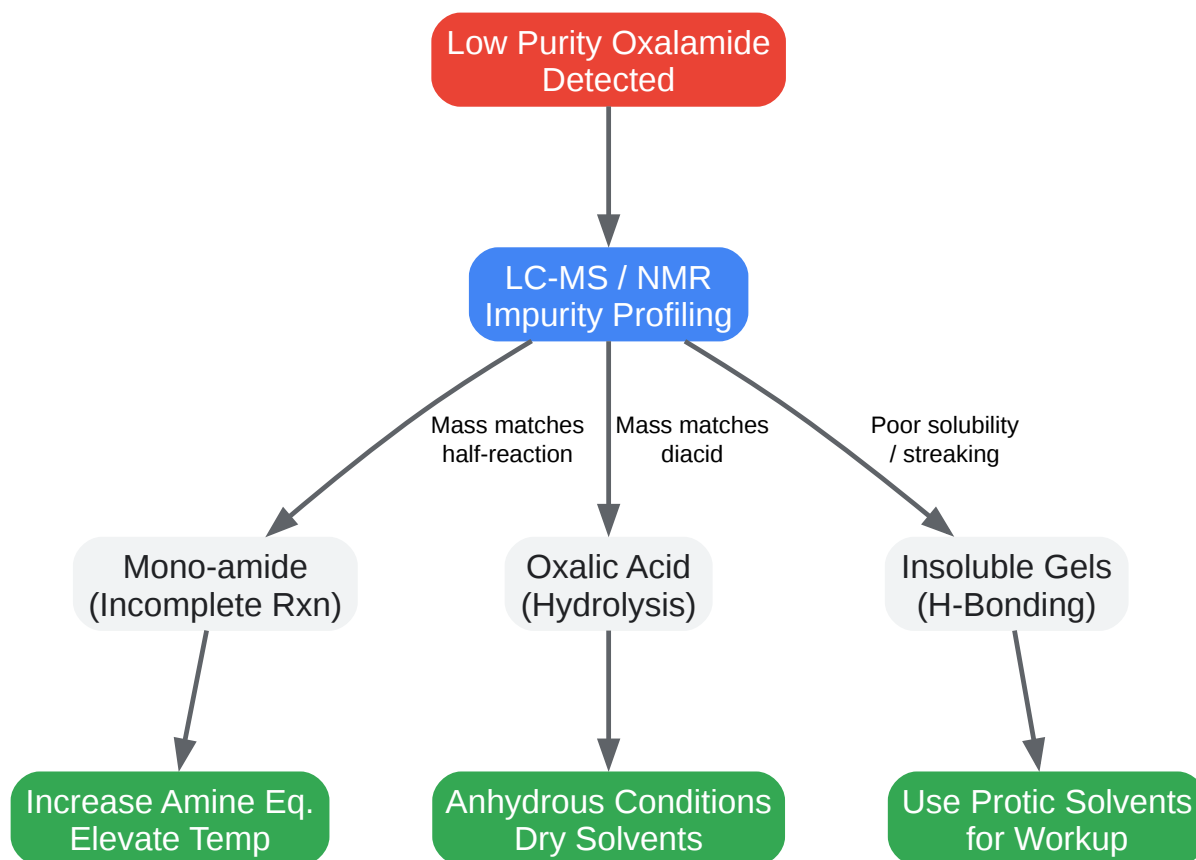 Low Purity Oxalamide
Detected
LC-MS / NMR
Impurity Profiling
Mass matches
half-reaction
Mass matches
diacid
Poor solubility
/ streaking
Mono-amide
(Incomplete Rxn)
Oxalic Acid
(Hydrolysis)
Insoluble Gels
(H-Bonding)
Increase Amine Eq.
Elevate Temp
Anhydrous Conditions
Dry Solvents
Use Protic Solvents
for Workup